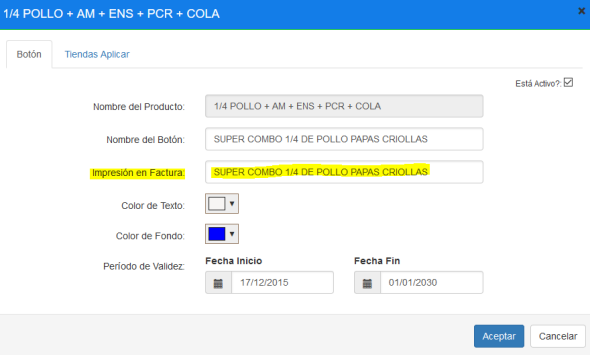 1/4 POLLO + AM + ENS + PCR + COLA
Botón
Tiendas Aplicar
Está Activo?:
Nombre del Producto: 1/4 POLLO + AM + ENS + PCR + COLA
Nombre del Botón: SUPER COMBO 1/4 DE POLLO PAPAS CRIOLLAS
Impresión en Factura: SUPER COMBO 1/4 DE POLLO PAPAS CRIOLLAS
Color de Texto:
Color de Fondo:
Fecha Inicio
Fecha Fin
Período de Validez: 17/12/2015 01/01/2030
Aceptar
Cancelar